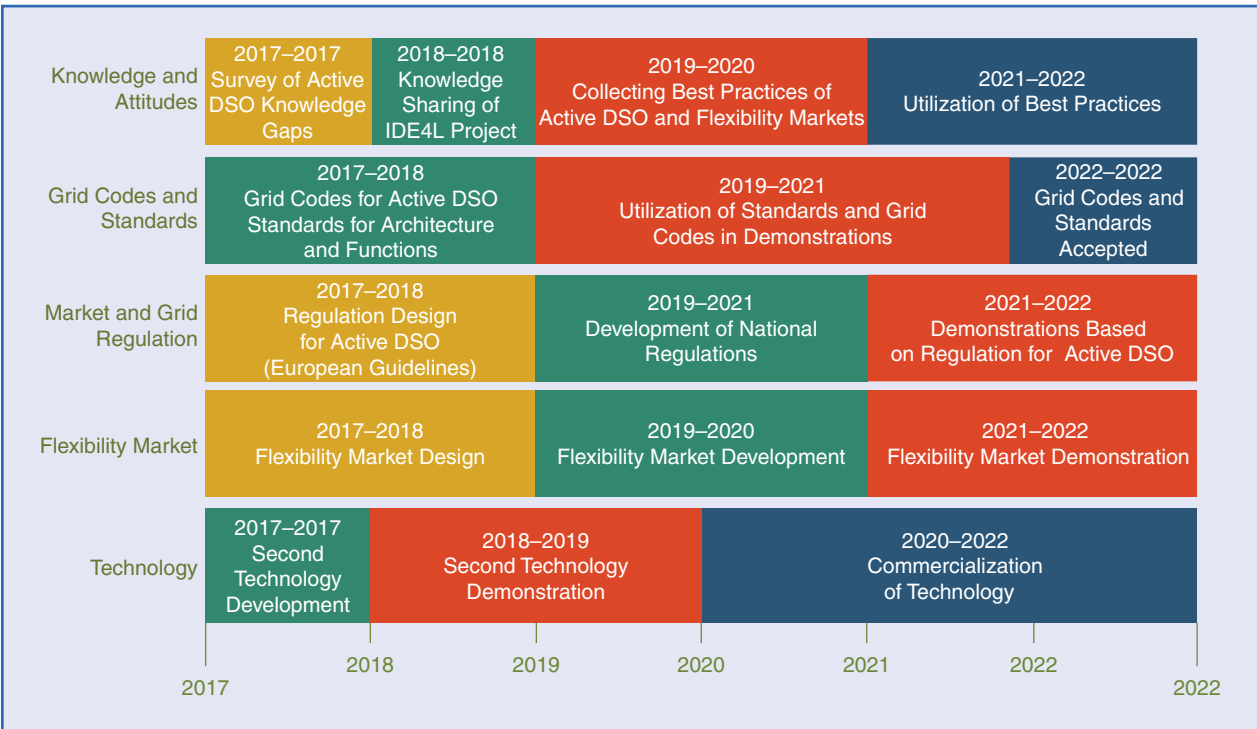 Knowledge and
Attitudes
2017–2017
Survey of Active
DSO Knowledge
Gaps
2018–2018
Knowledge
Sharing of
IDE4L Project
2019–2020
Collecting Best Practices of
Active DSO and Flexibility Markets
2021–2022
Utilization of Best Practices
Grid Codes and
Standards
2017–2018
Grid Codes for Active DSO
Standards for Architecture
and Functions
2019–2021
Utilization of Standards and Grid
Codes in Demonstrations
2022–2022
Grid Codes and
Standards
Accepted
Market and Grid
Regulation
2017–2018
Regulation Design
for Active DSO
(European Guidelines)
2019–2021
Development of National
Regulations
2021–2022
Demonstrations Based
on Regulation for Active DSO
Flexibility Market
2017–2018
Flexibility Market Design
2019–2020
Flexibility Market Development
2021–2022
Flexibility Market Demonstration
Technology
2017–2017
Second
Technology
Development
2018–2019
Second Technology
Demonstration
2020–2022
Commercialization
of Technology
2017
2018
2019
2020
2021
2022
2022